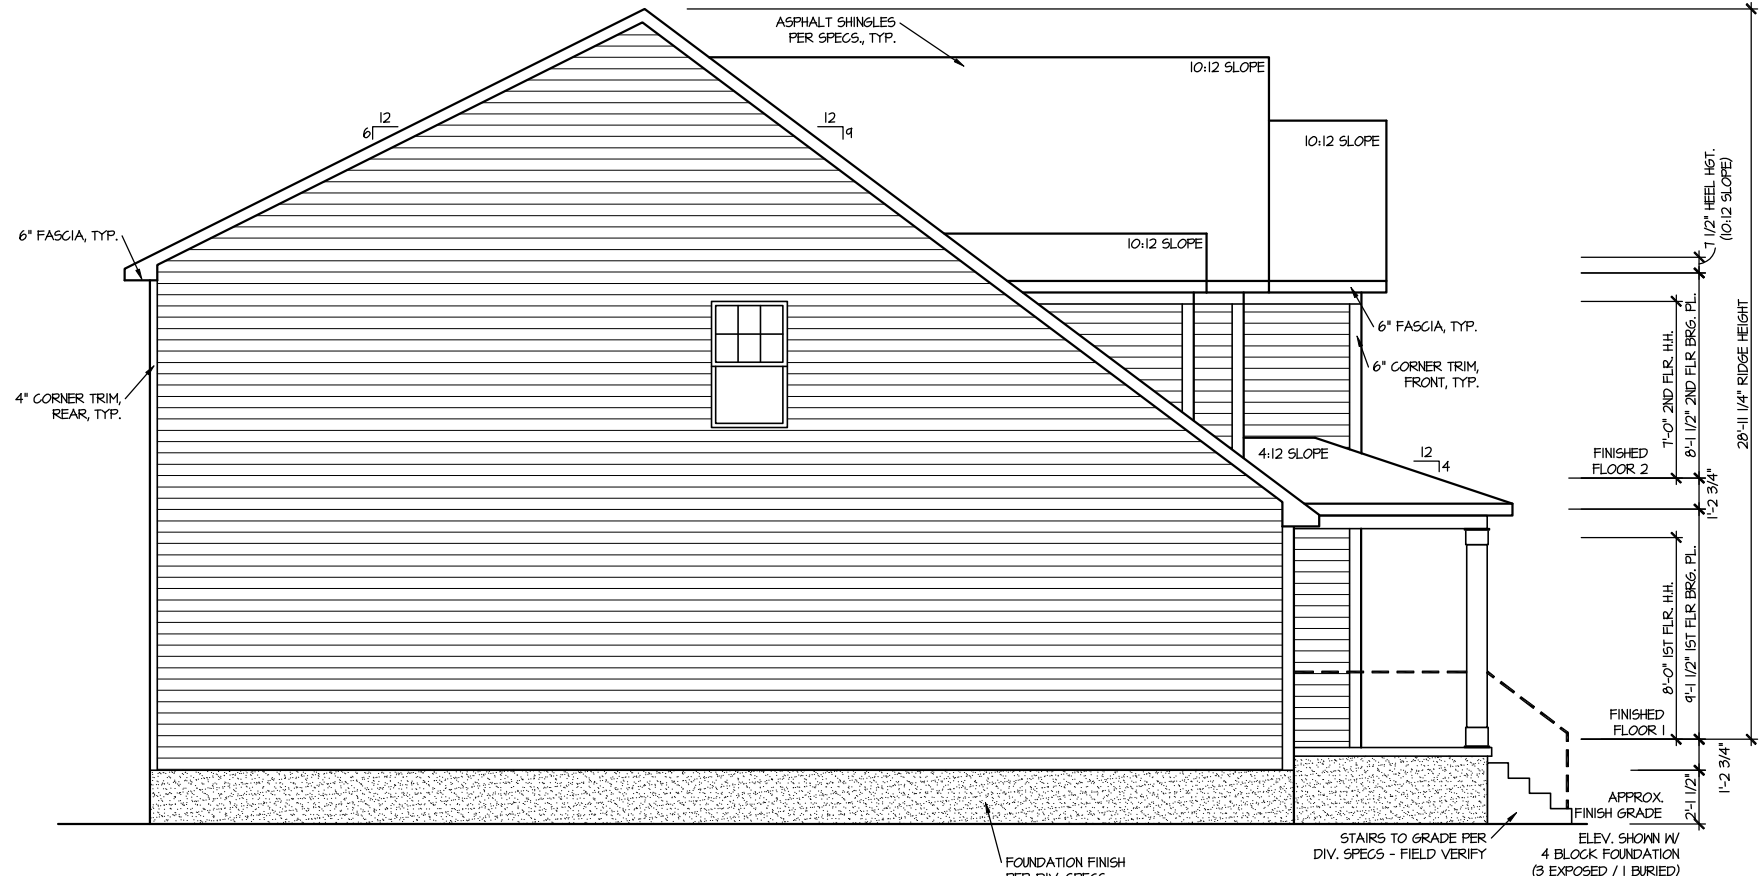 ASPHALT SHINGLES
PER SPECS., TYP.
10:12 SLOPE
10:12 SLOPE
12
6
12
9
6" FASCIA, TYP.
10:12 SLOPE
7 1/2" HEEL HGT.
(10:12 SLOPE)
6" FASCIA, TYP.
4" CORNER TRIM,
REAR, TYP.
6" CORNER TRIM,
FRONT, TYP.
7'-0" 2ND FLR. H.H.
8'-1 1/2" 2ND FLR BRG. PL.
28'-11 1/4" RIDGE HEIGHT
4:12 SLOPE
12
4
FINISHED
FLOOR 2
1'-2 3/4"
8'-0" 1ST FLR. H.H.
9'-1 1/2" 1ST FLR BRG. PL.
FINISHED
FLOOR 1
1'-2 3/4"
2'-1 1/2"
APPROX.
FINISH GRADE
STAIRS TO GRADE PER
DIV. SPECS - FIELD VERIFY
ELEV. SHOWN W/
4 BLOCK FOUNDATION
(3 EXPOSED / 1 BURIED)
FOUNDATION FINISH
PER DIV. SPECS